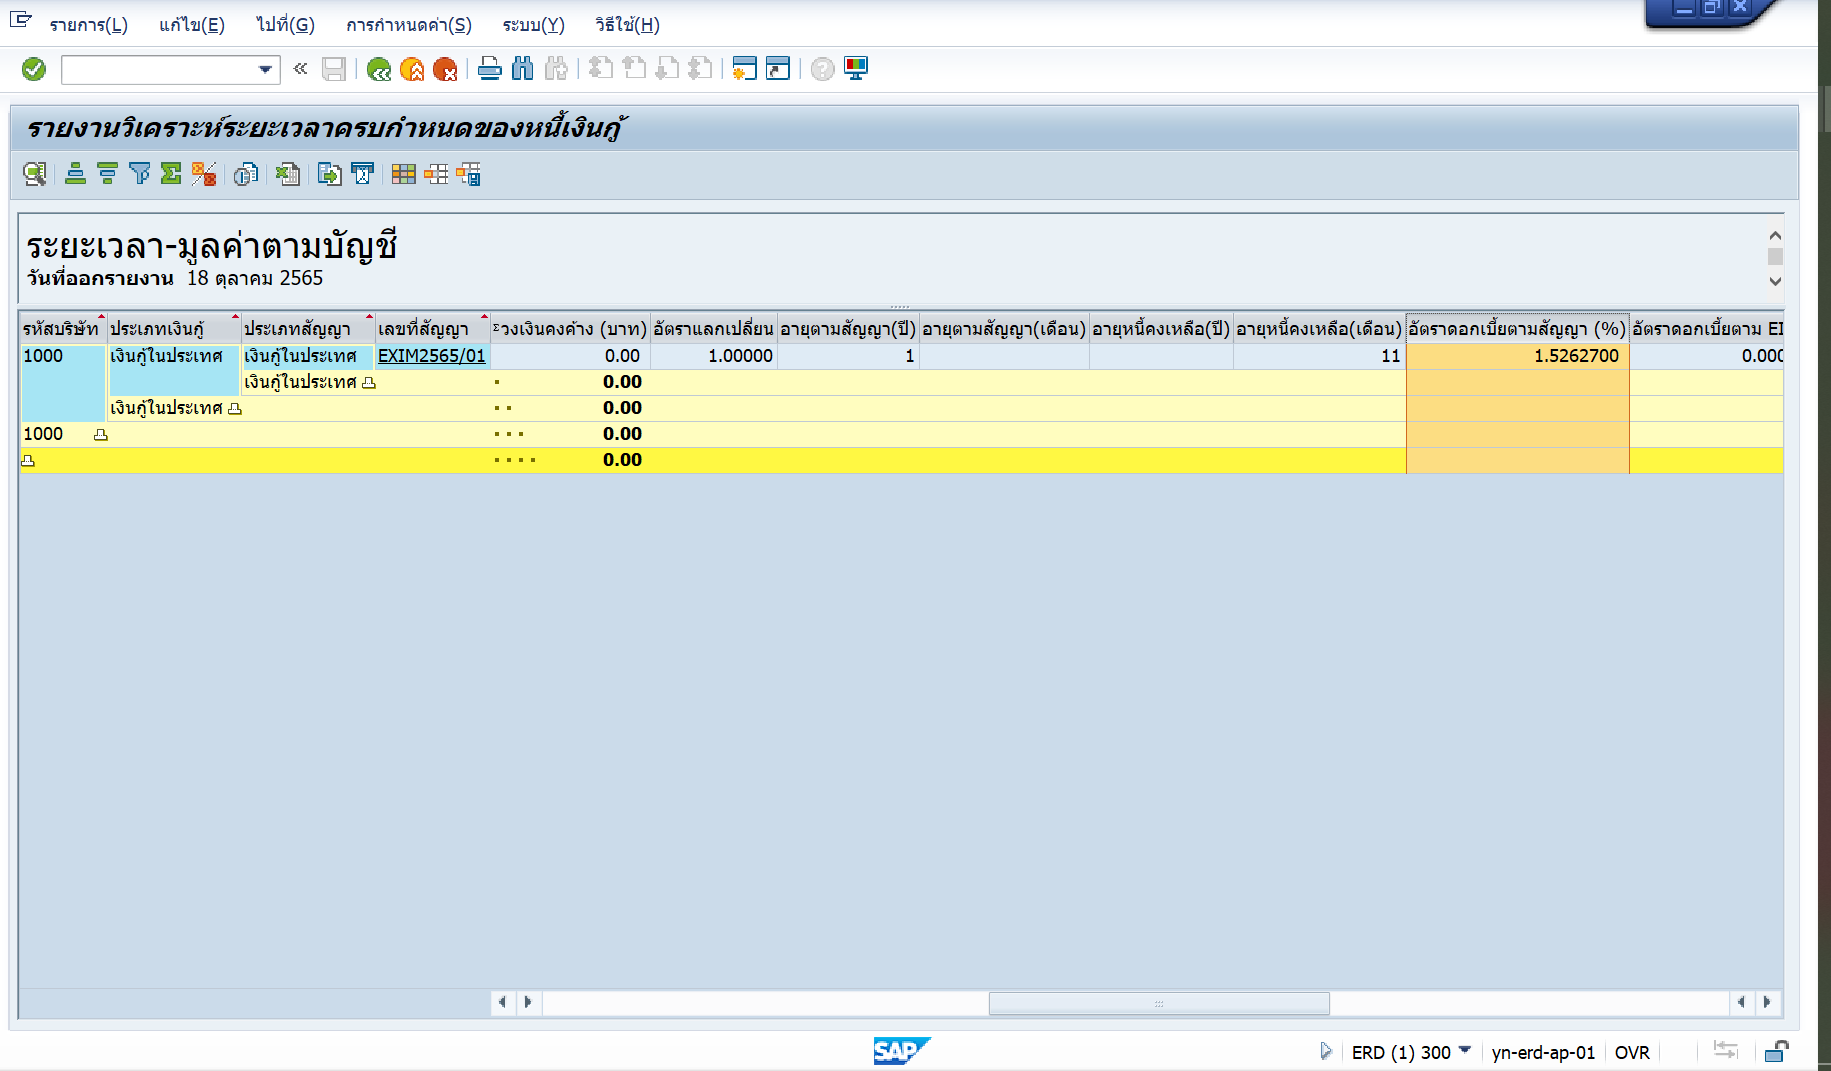 รายการ(L) แก้ไข(E) ไปที่(G) การกำหนดค่า(S) ระบบ(Y) วิธีใช้(H)
รายงานวิเคราะห์ระยะเวลาครบกำหนดของหนี้เงินกู้
ระยะเวลา-มูลค่าตามบัญชี
วันที่ออกรายงาน 18 ตุลาคม 2565
รหัสบริษัท ประเภทเงินกู้ ประเภทสัญญา เลขที่สัญญา Σวงเงินคงค้าง (บาท) อัตราแลกเปลี่ยน อายุตามสัญญา(ปี) อายุตามสัญญา(เดือน) อายุหนี้คงเหลือ(ปี) อายุหนี้คงเหลือ(เดือน) อัตราดอกเบี้ยตามสัญญา (%) อัตราดอกเบี้ยตาม EI
1000 เงินกู้ในประเทศ เงินกู้ในประเทศ EXIM2565/01 0.00 1.00000 1 11 1.5262700 0.000
เงินกู้ในประเทศ 0.00
เงินกู้ในประเทศ 0.00
1000 0.00
0.00
SAP ERD (1) 300 yn-erd-ap-01 OVR